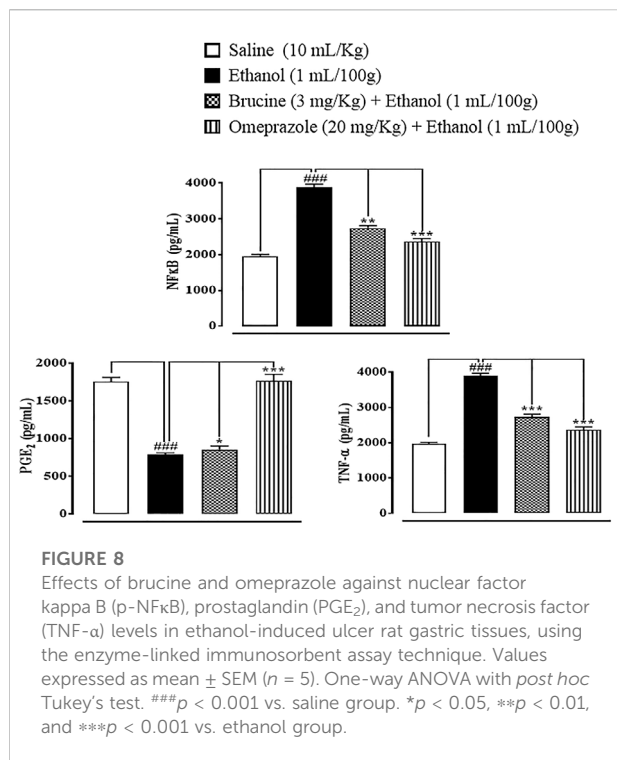 Saline (10 mL/Kg)
Ethanol (1 mL/100g)
Brucine (3 mg/Kg) + Ethanol (1 mL/100g)
Omeprazole (20 mg/Kg) + Ethanol (1 mL/100g)
NFκB (pg/mL)
4000
3000
2000
1000
0
###
**
***
PGE₂ (pg/mL)
2000
1500
1000
500
0
###
*
***
TNF-α (pg/mL)
4000
3000
2000
1000
0
###
***
***
FIGURE 8
Effects of brucine and omeprazole against nuclear factor
kappa B (p-NFκB), prostaglandin (PGE₂), and tumor necrosis factor
(TNF-α) levels in ethanol-induced ulcer rat gastric tissues, using
the enzyme-linked immunosorbent assay technique. Values
expressed as mean ± SEM (n = 5). One-way ANOVA with post hoc
Tukey’s test. ###p < 0.001 vs. saline group. *p < 0.05, **p < 0.01,
and ***p < 0.001 vs. ethanol group.